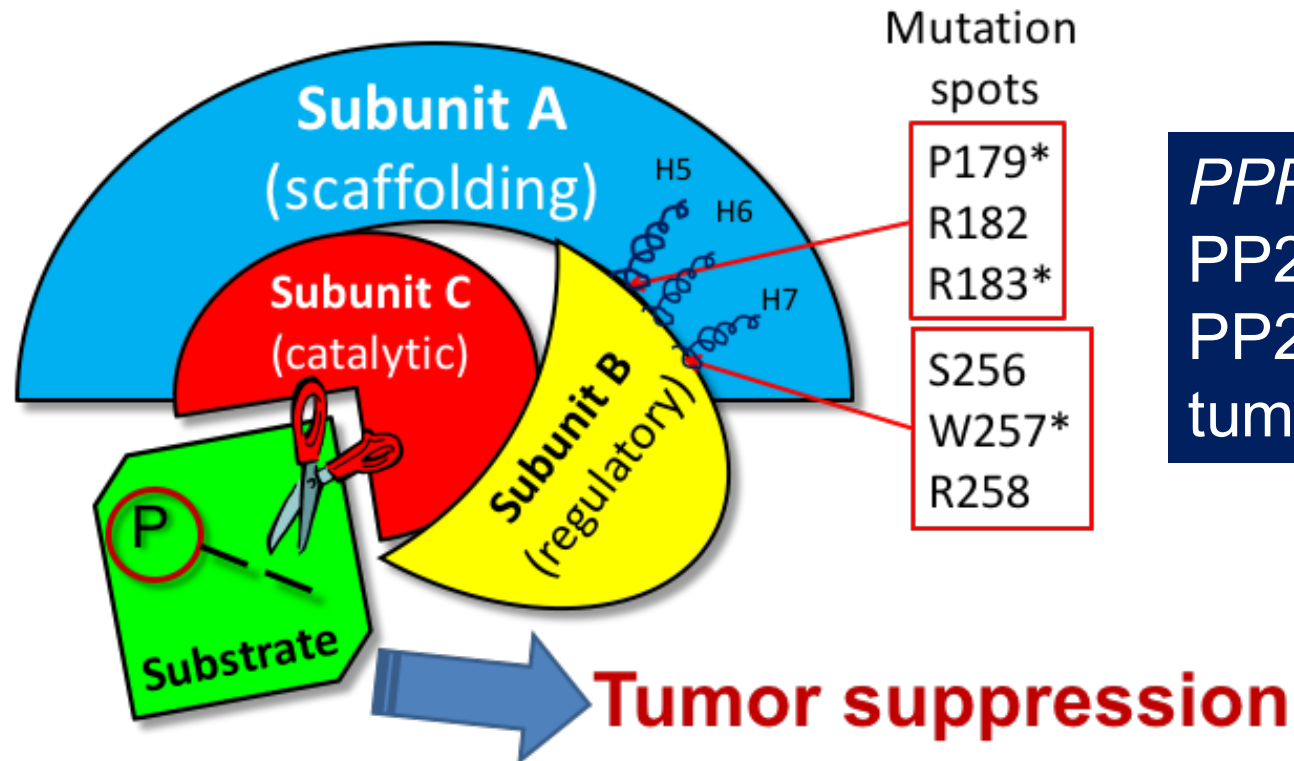 Mutation
spots
Subunit A
(scaffolding)
H5
H6
H7
P179*
R182
R183*
Subunit C
(catalytic)
S256
W257*
R258
Subunit B
(regulatory)
P
Substrate
Tumor suppression